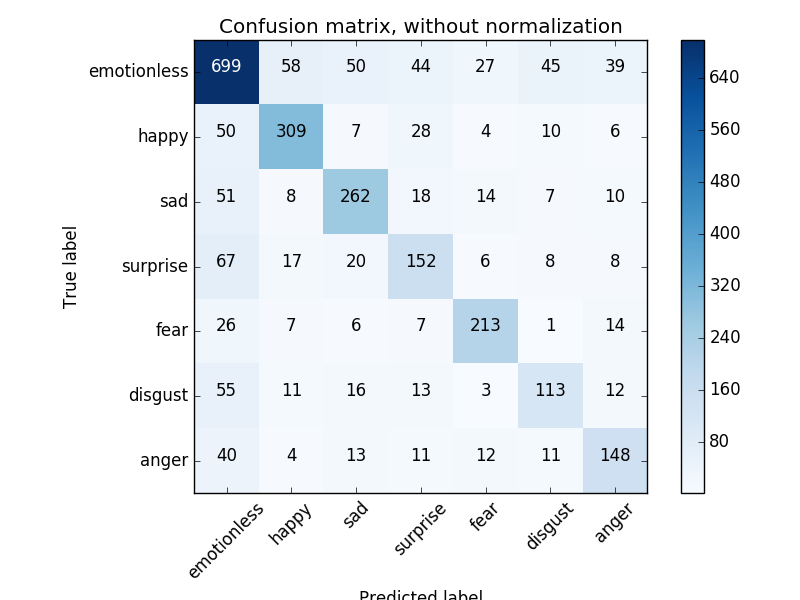 Confusion matrix, without normalization
emotionless 699 58 50 44 27 45 39
happy 50 309 7 28 4 10 6
sad 51 8 262 18 14 7 10
surprise 67 17 20 152 6 8 8
fear 26 7 6 7 213 1 14
disgust 55 11 16 13 3 113 12
anger 40 4 13 11 12 11 148
True label
emotionless happy sad surprise fear disgust anger
Predicted label
640
560
480
400
320
240
160
80